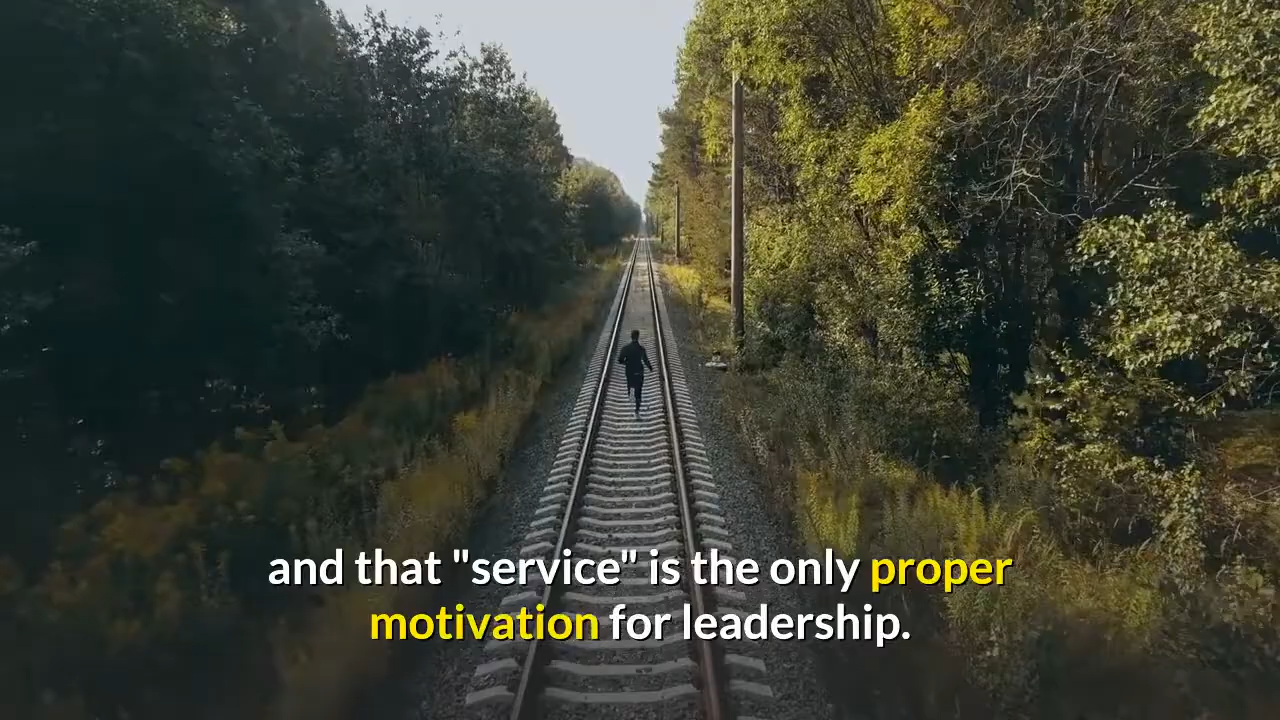 and that "service" is the only proper
motivation for leadership.